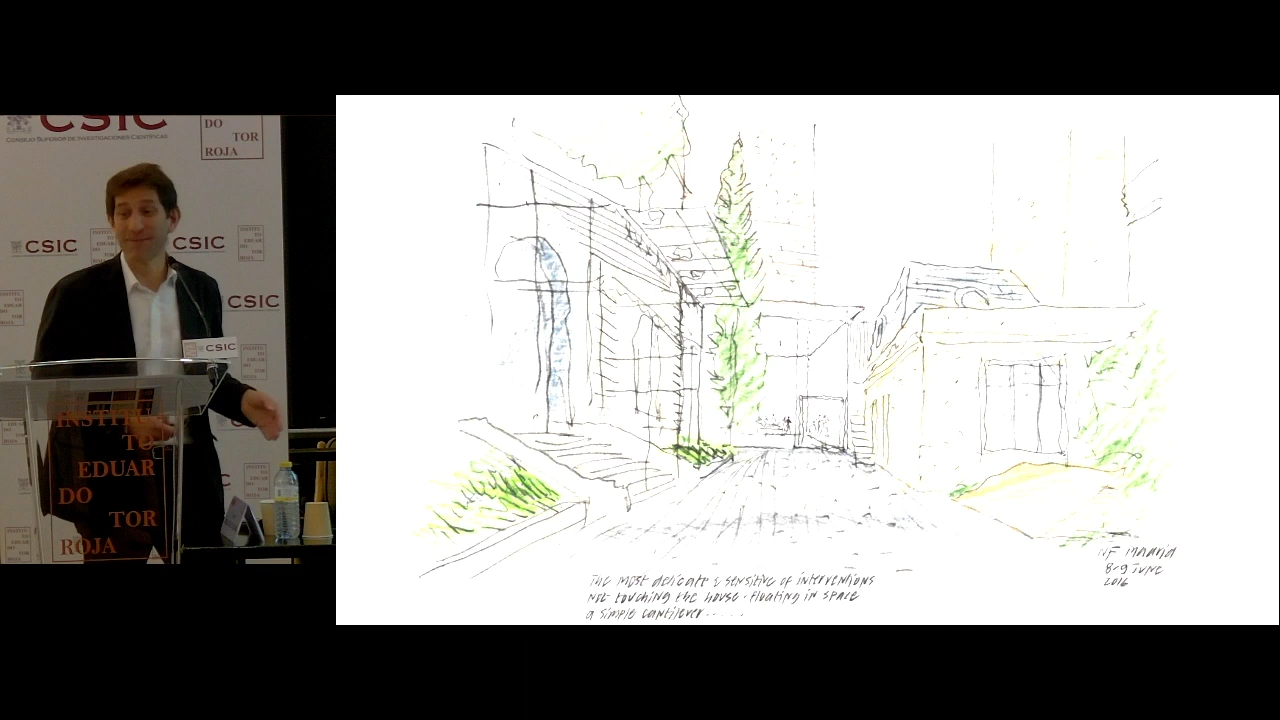 CSIC
CONSEJO SUPERIOR DE INVESTIGACIONES CIENTÍFICAS
DO
TOR
ROJA
CSIC
CSIC
CSIC
CSIC
INSTITU
TO
EDUAR
DO
TOR
ROJA
The most delicate & sensitive of interventions
not touching the house - floating in space
a simple cantilever ......
NF Madrid
8-9 June
2016